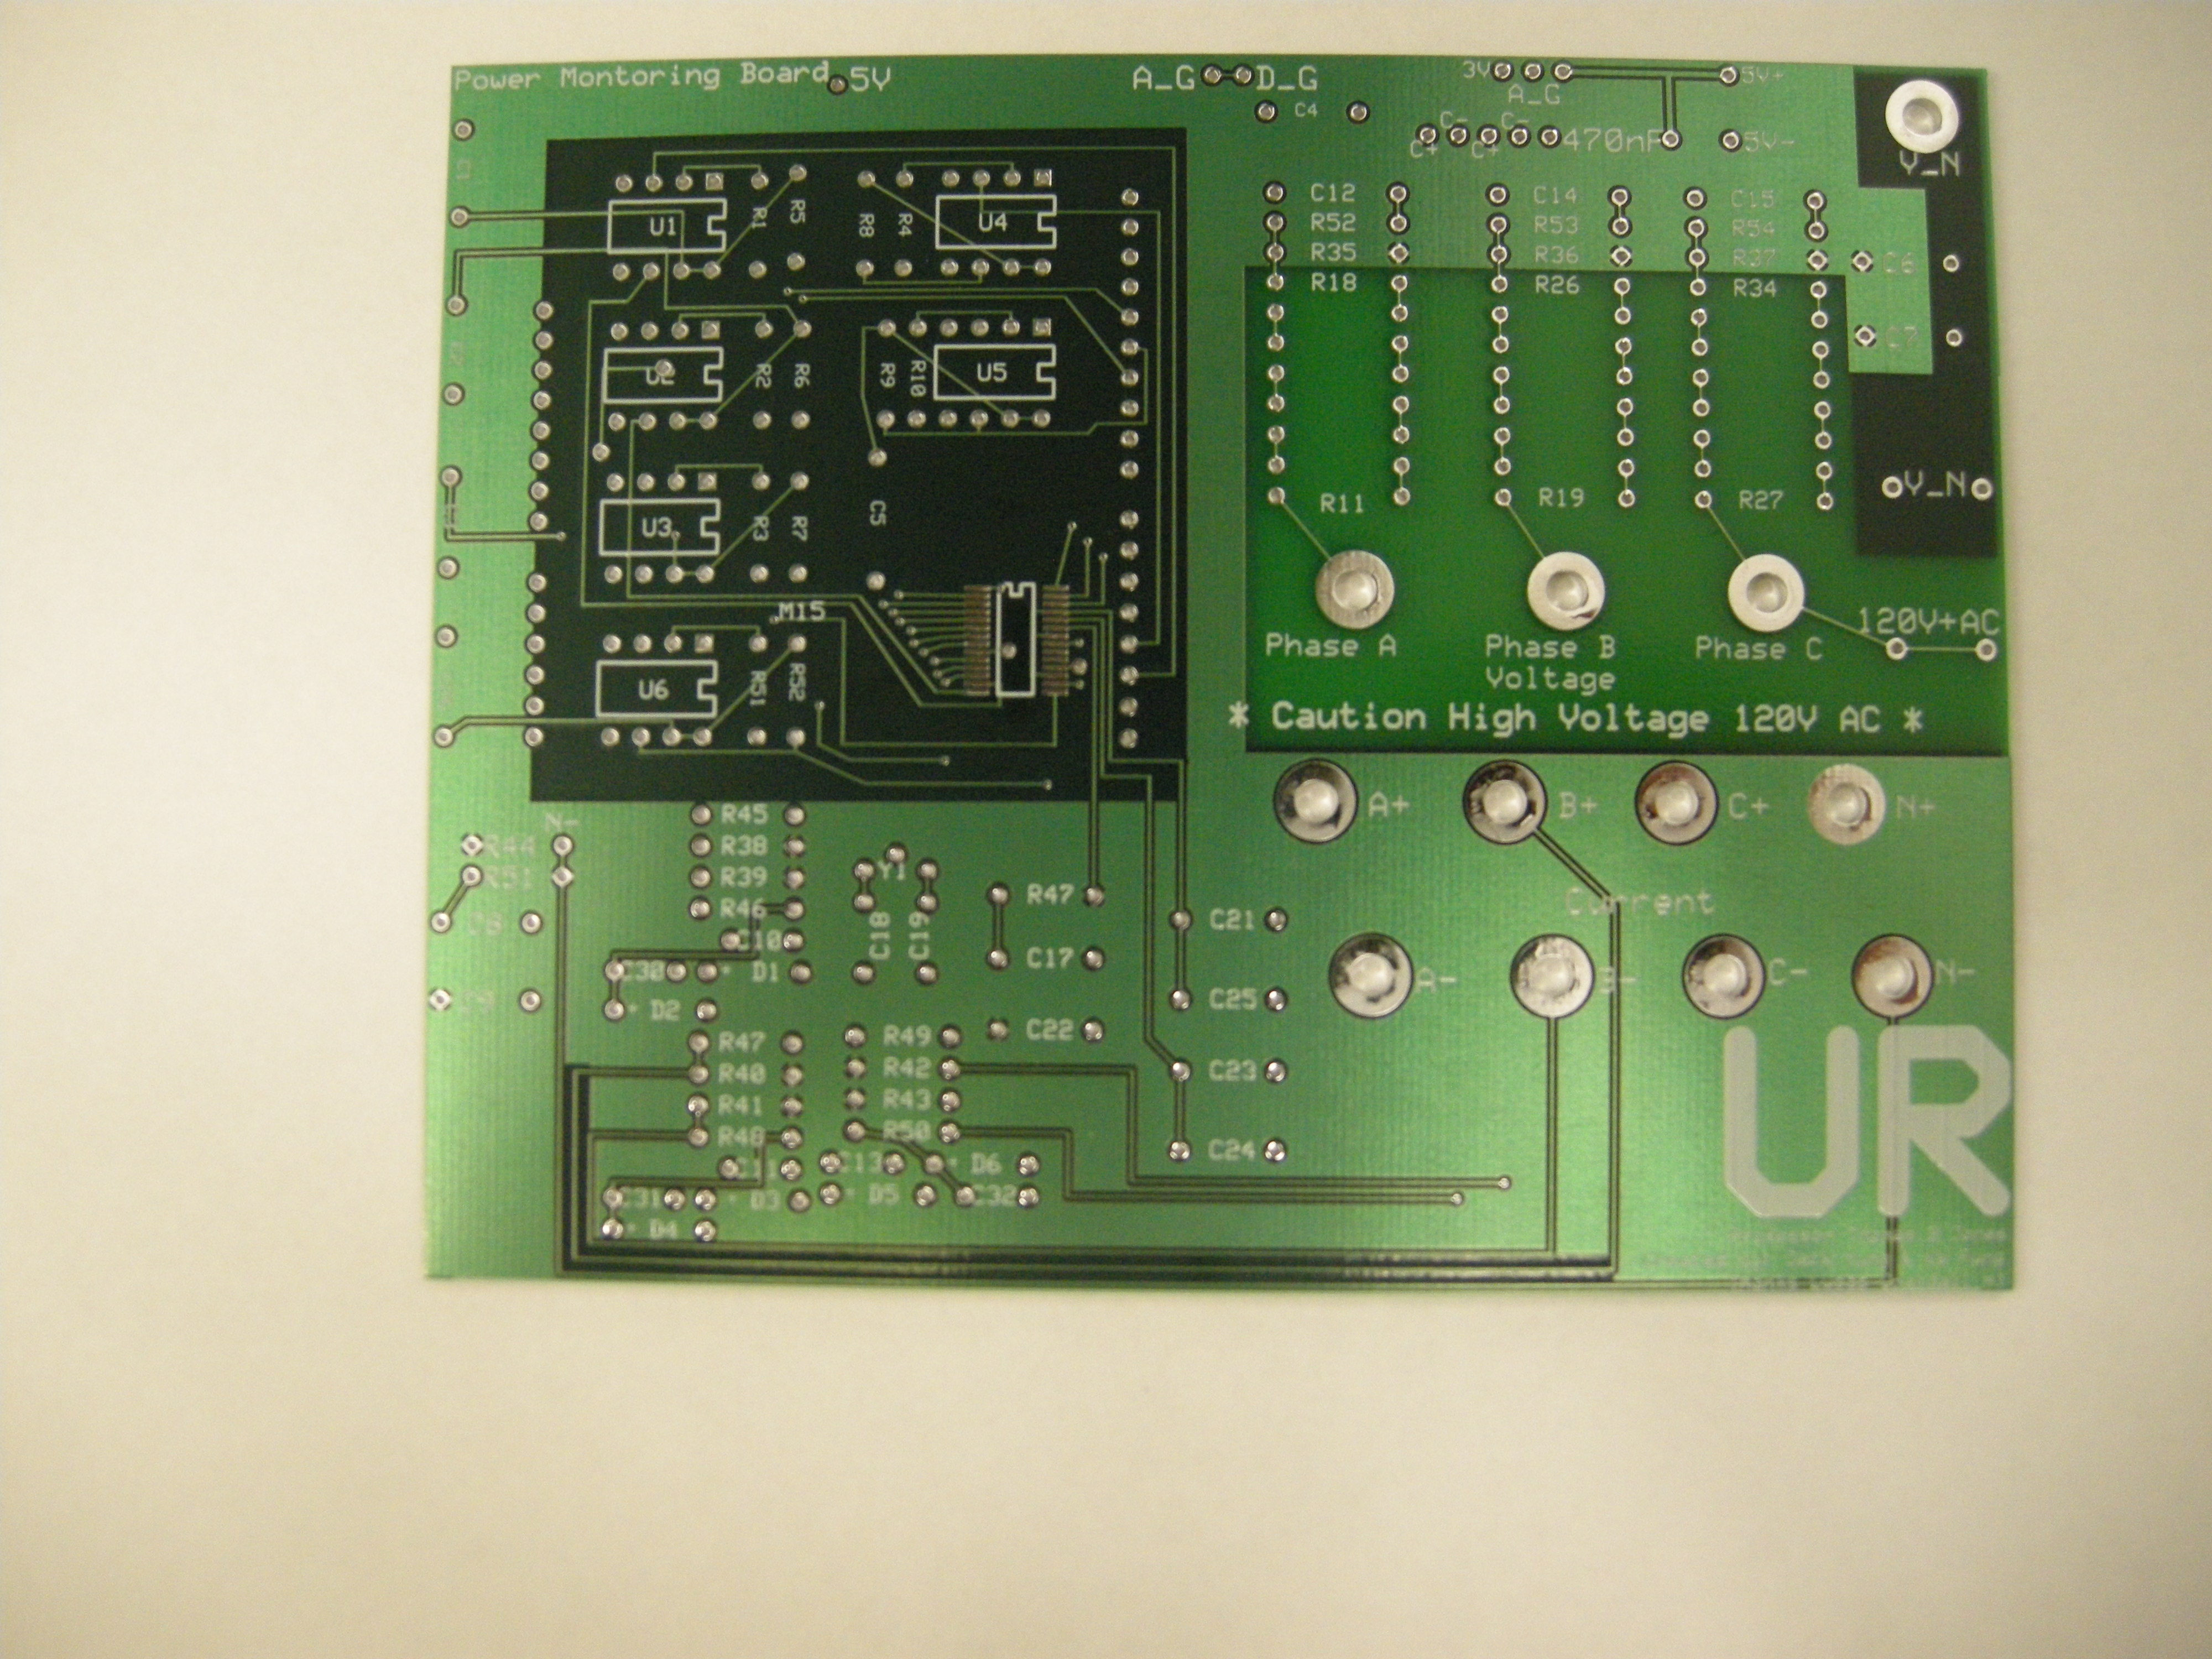 Power Montoring Board
5V
A_G
D_G
3V
5V+
A_G
C4
C- C-
C+ C+
470nF
5V-
V_N
U1
R1
R5
R8
R4
U4
C12
C14
C15
R52
R53
R54
R35
R36
R37
C6
R18
R26
R34
C7
U2
R2
R6
R9
R10
U5
V_N
R11
R19
R27
U3
R3
R7
C5
M15
120V+AC
Phase A
Phase B
Phase C
Voltage
U6
R51
R52
* Caution High Voltage 120V AC *
A+
B+
C+
N+
R45
N-
R44
R38
R51
R39
Y1
R46
R47
Current
C10
C18
C19
C21
C30
D1
C17
A-
B-
C-
N-
D2
C25
R47
R49
C22
R40
R42
C23
R41
R43
R48
R50
C24
C11
C13
D6
C31
D3
D5
C32
D4
UR